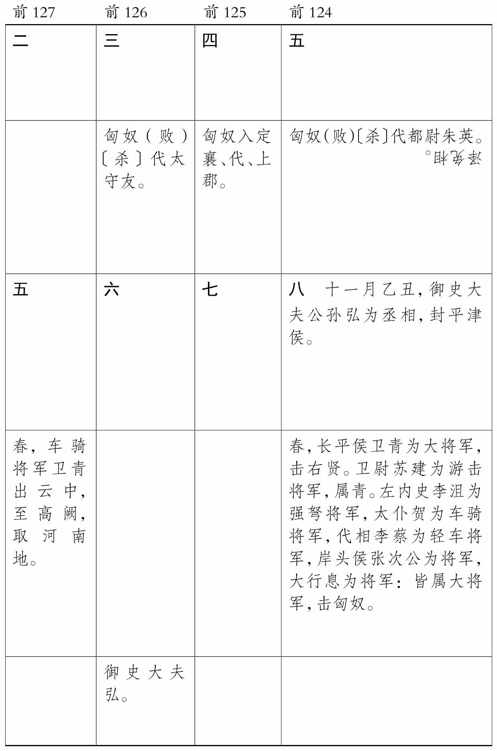 前 127
前 126
前 125
前 124
二
三
四
五
匈奴（败）
〔杀〕代太
守友。
匈奴入定
襄、代、上
郡。
匈奴(败)〔杀〕代都尉朱英。
泽免相。
五
六
七
八　十一月乙丑，御史大
夫公孙弘为丞相，封平津
侯。
春，车骑
将军卫青
出云中，
至高阙，
取河南
地。
春，长平侯卫青为大将军，
击右贤。卫尉苏建为游击
将军，属青。左内史李沮为
强弩将军，太仆贺为车骑
将军，代相李蔡为轻车将
军，岸头侯张次公为将军，
大行息为将军：皆属大将
军，击匈奴。
御史大夫
弘。